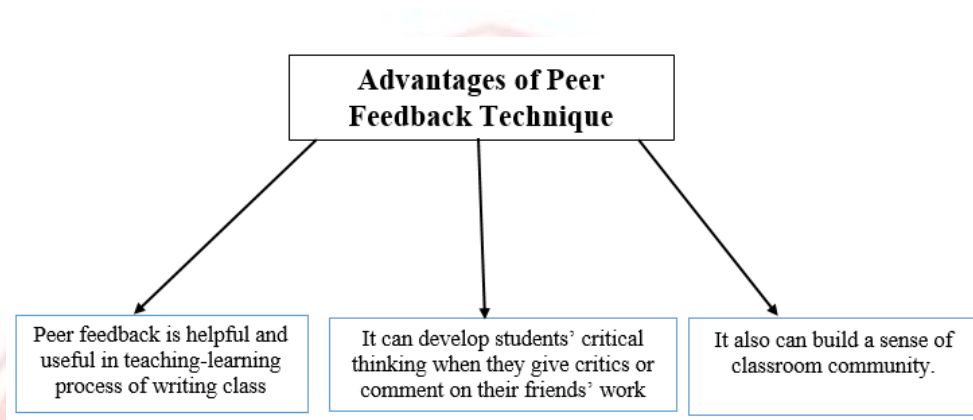 Advantages of Peer
Feedback Technique
Peer feedback is helpful and
useful in teaching-learning
process of writing class
It can develop students’ critical
thinking when they give critics or
comment on their friends’ work
It also can build a sense of
classroom community.